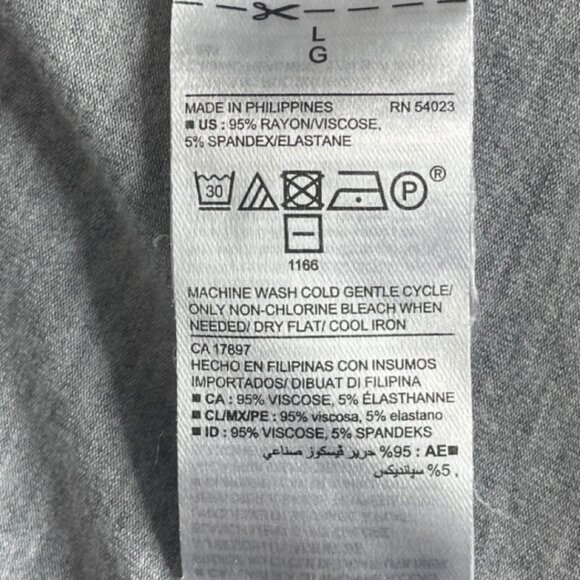 L
G
MADE IN PHILIPPINES RN 54023
■ US : 95% RAYON/VISCOSE,
5% SPANDEX/ELASTANE
30 P®
1166
MACHINE WASH COLD GENTLE CYCLE/
ONLY NON-CHLORINE BLEACH WHEN
NEEDED/ DRY FLAT/ COOL IRON
CA 17897
HECHO EN FILIPINAS CON INSUMOS
IMPORTADOS/ DIBUAT DI FILIPINA
■ CA : 95% VISCOSE, 5% ÉLASTHANNE
■ CL/MX/PE : 95% viscosa, 5% elastano
■ ID : 95% VISCOSE, 5% SPANDEKS
■AE : 95% حرير ڤيسكوز صناعي
, 5% سپانديكس